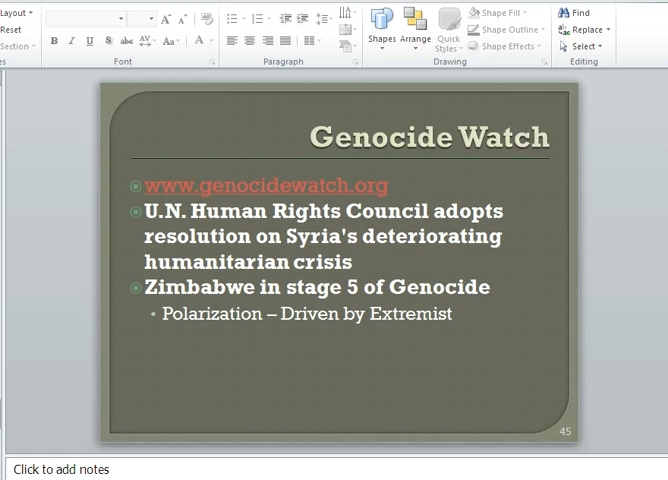 Layout
Reset
Section
Font
Paragraph
Shapes Arrange Quick Styles
Shape Fill
Shape Outline
Shape Effects
Drawing
Find
Replace
Select
Editing
Genocide Watch
www.genocidewatch.org
U.N. Human Rights Council adopts
resolution on Syria's deteriorating
humanitarian crisis
Zimbabwe in stage 5 of Genocide
Polarization – Driven by Extremist
45
Click to add notes